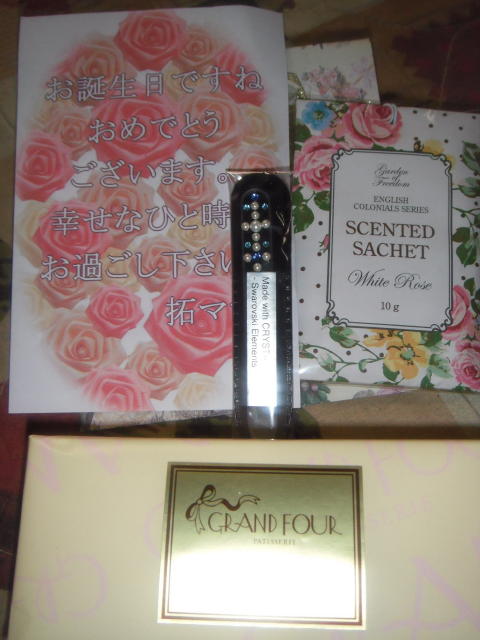 お誕生日ですね
おめでとう
ございます。
幸せなひと時
お過ごし下さい
拓マ
Garden of Freedom
ENGLISH
COLONIALS SERIES
SCENTED
SACHET
White Rose
10 g
Made with CRYST
- Swarovski Elements
GRAND FOUR
PATISSERIE